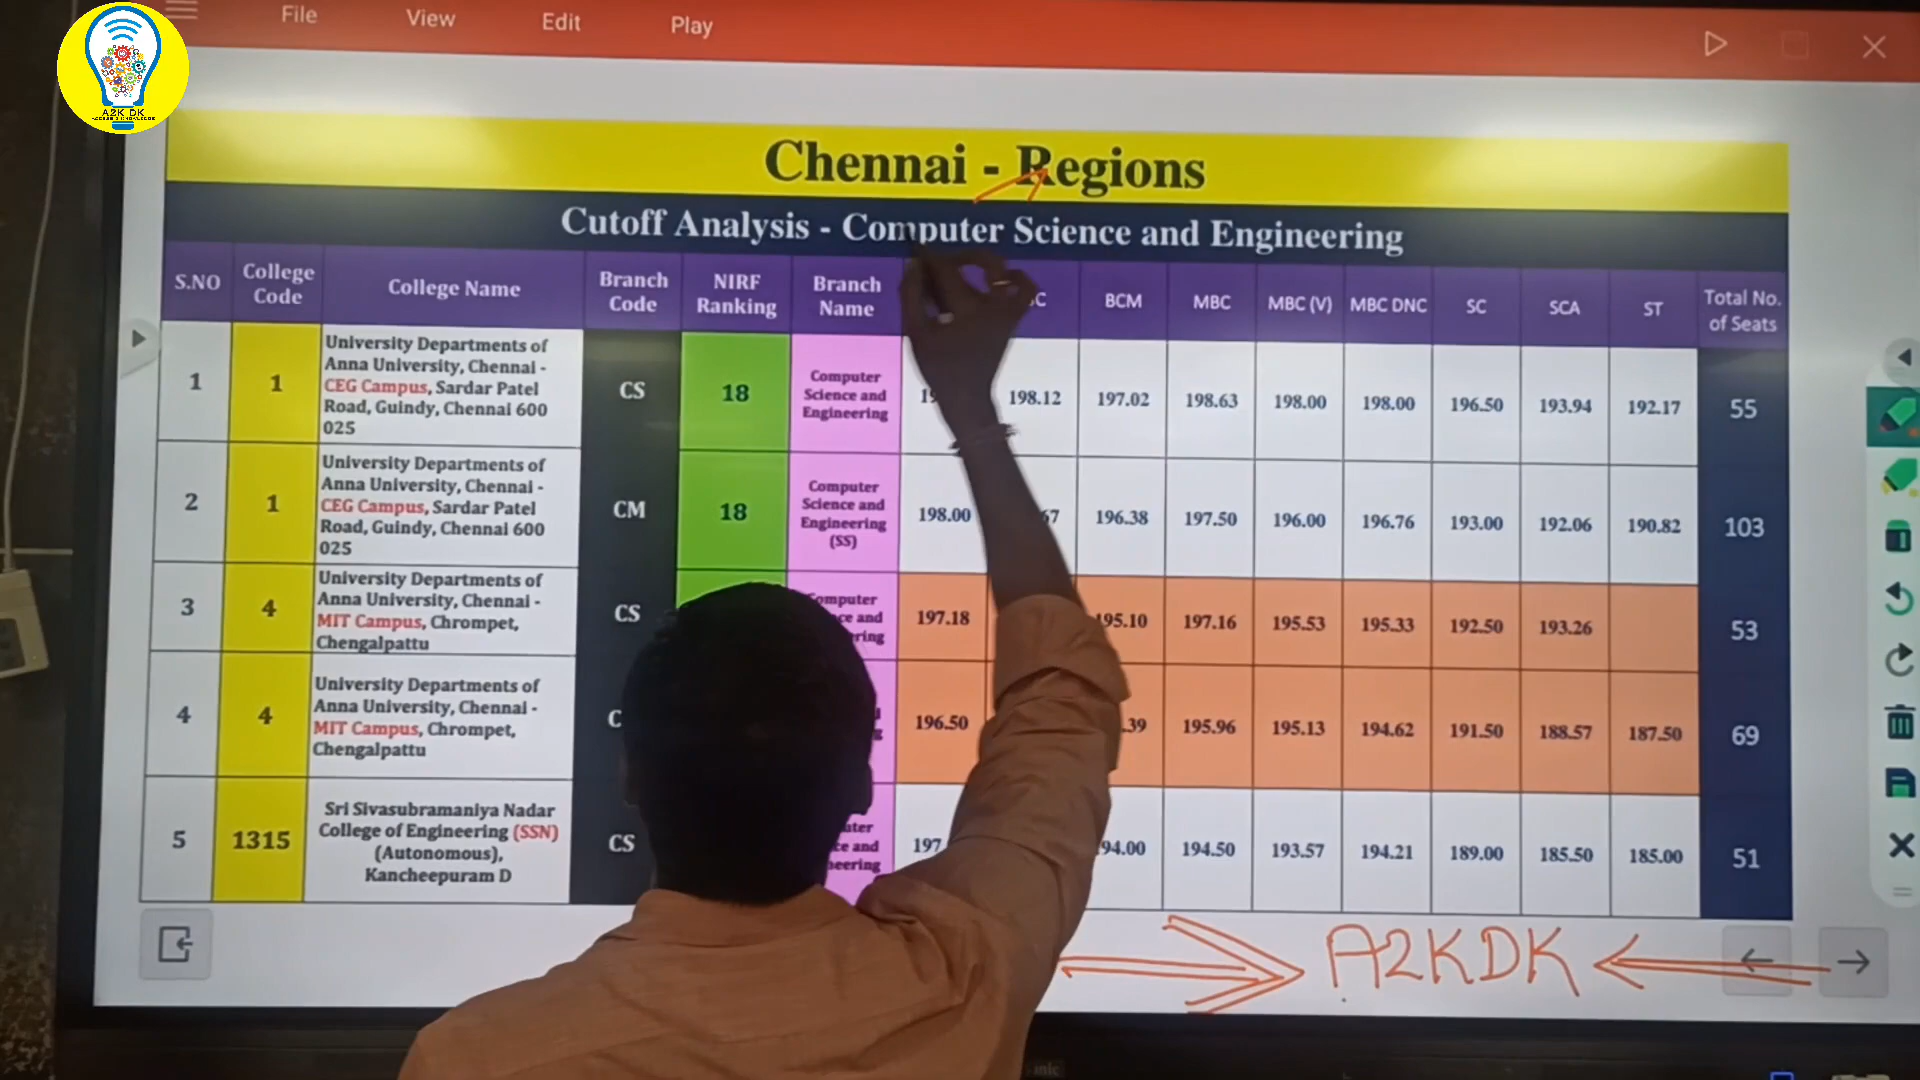 File View Edit Play
A2K DK
Chennai - Regions
Cutoff Analysis - Computer Science and Engineering
S.NO College Code College Name Branch Code NIRF Ranking Branch Name BCM MBC MBC (V) MBC DNC SC SCA ST Total No. of Seats
1 1 University Departments of
Anna University, Chennai -
CEG Campus, Sardar Patel
Road, Guindy, Chennai 600
025
CS 18 Computer
Science and
Engineering
198.12 197.02 198.63 198.00 198.00 196.50 193.94 192.17 55
2 1 University Departments of
Anna University, Chennai -
CEG Campus, Sardar Patel
Road, Guindy, Chennai 600
025
CM 18 Computer
Science and
Engineering
(SS)
198.00 196.38 197.50 196.00 196.76 193.00 192.06 190.82 103
3 4 University Departments of
Anna University, Chennai -
MIT Campus, Chrompet,
Chengalpattu
CS
197.18 195.10 197.16 195.53 195.33 192.50 193.26 53
4 4 University Departments of
Anna University, Chennai -
MIT Campus, Chrompet,
Chengalpattu
196.50 195.96 195.13 194.62 191.50 188.57 187.50 69
5 1315 Sri Sivasubramaniya Nadar
College of Engineering (SSN)
(Autonomous),
Kancheepuram D
CS
197 94.00 194.50 193.57 194.21 189.00 185.50 185.00 51
A2KDK